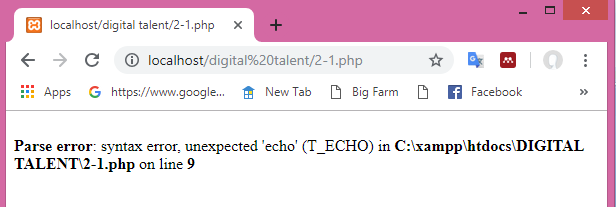 localhost/digital talent/2-1.php
localhost/digital%20talent/2-1.php
Apps https://www.google... New Tab Big Farm Facebook »
Parse error: syntax error, unexpected 'echo' (T_ECHO) in C:\xampp\htdocs\DIGITAL
TALENT\2-1.php on line 9